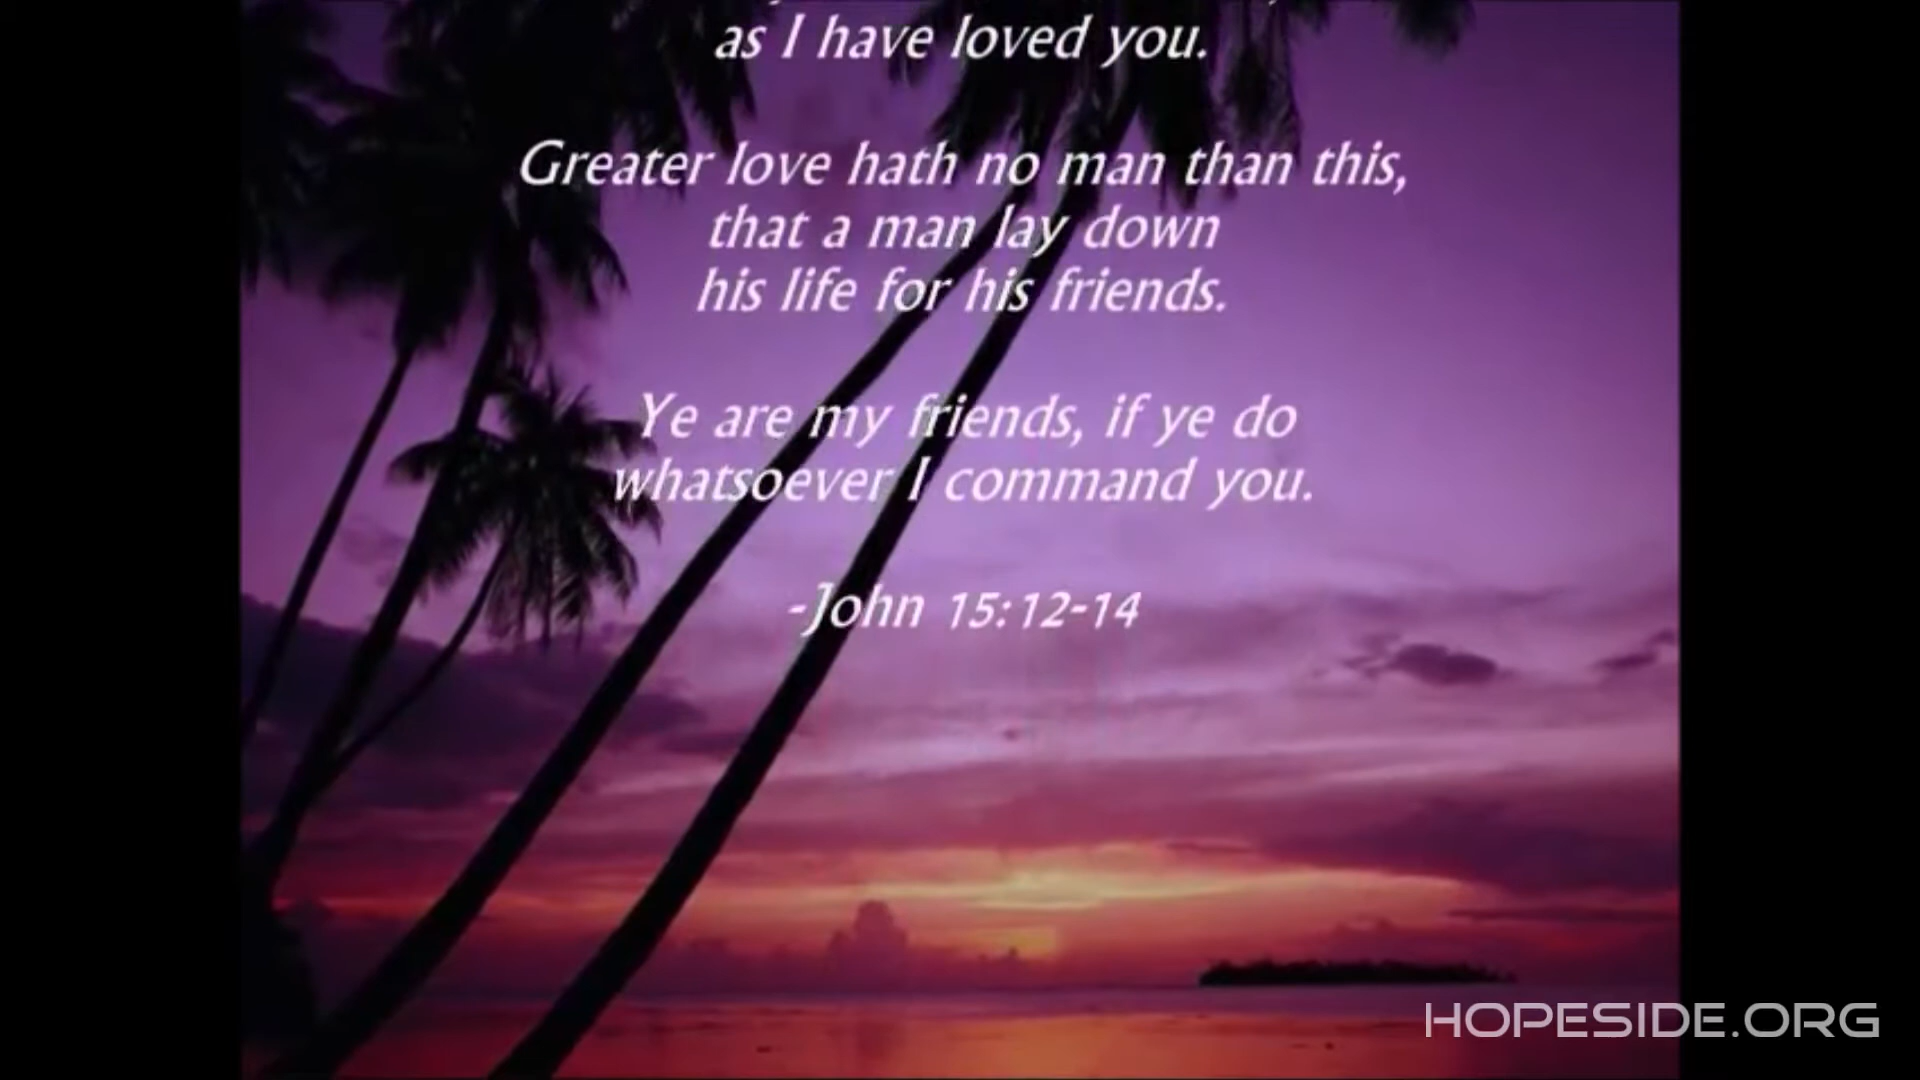 as I have loved you.
Greater love hath no man than this,
that a man lay down
his life for his friends.
Ye are my friends, if ye do
whatsoever I command you.
-John 15:12-14
HOPESIDE.ORG